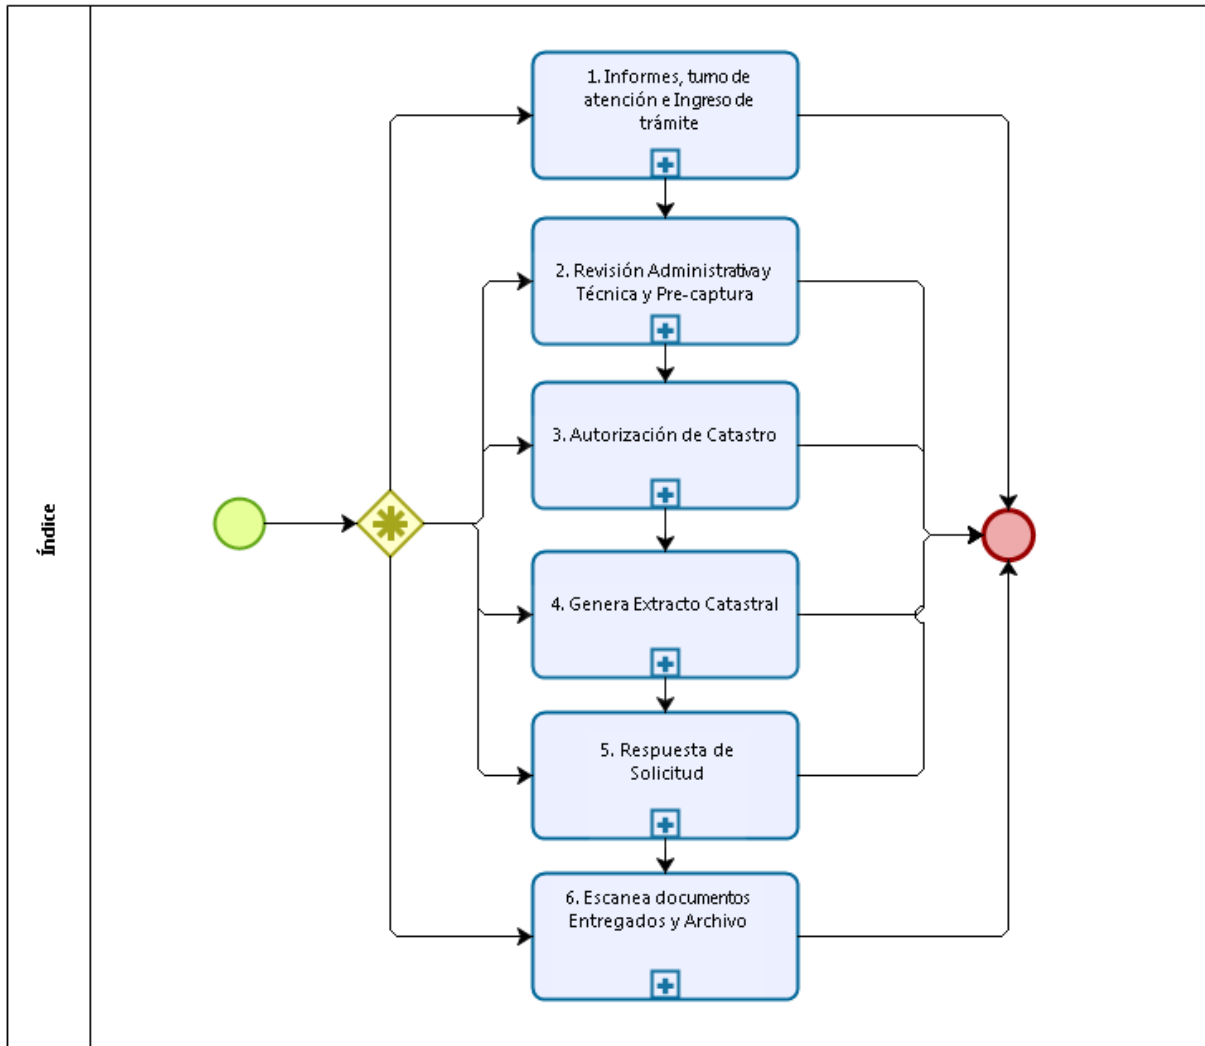 Índice
1. Informes, turno de
atención e Ingreso de
trámite
2. Revisión Administrativa y
Técnica y Pre-captura
3. Autorización de Catastro
4. Genera Extracto Catastral
5. Respuesta de
Solicitud
6. Escanea documentos
Entregados y Archivo